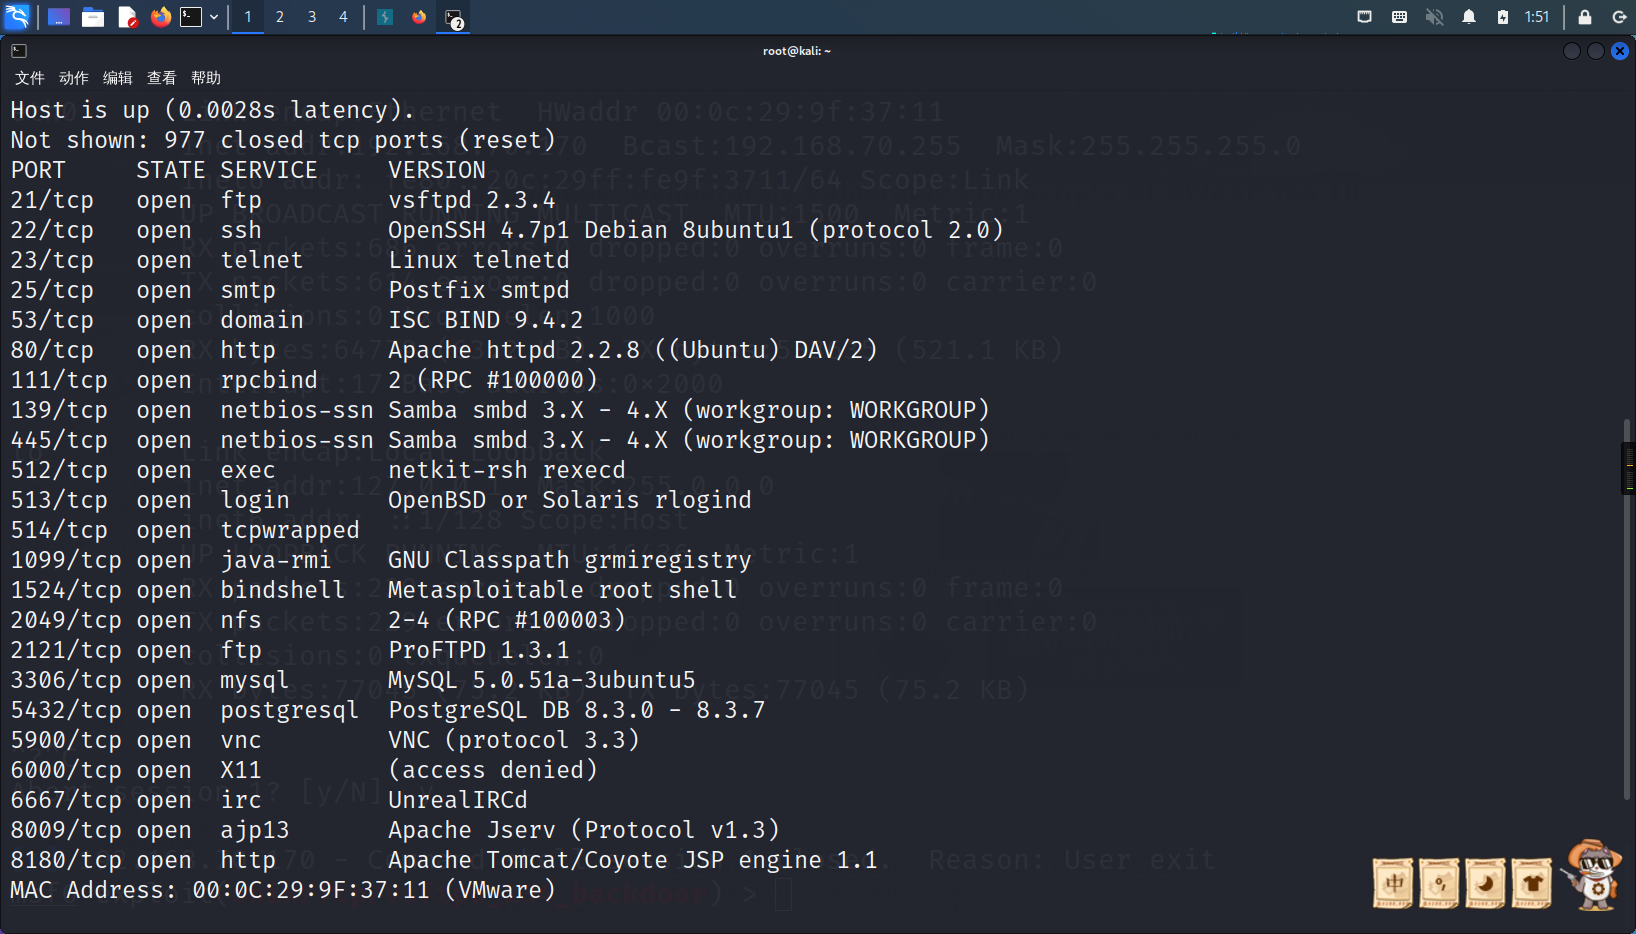 1 2 3 4 2 1:51
root@kali: ~
文件 动作 编辑 查看 帮助
Host is up (0.0028s latency).
Not shown: 977 closed tcp ports (reset)
PORT     STATE SERVICE     VERSION
21/tcp   open  ftp         vsftpd 2.3.4
22/tcp   open  ssh         OpenSSH 4.7p1 Debian 8ubuntu1 (protocol 2.0)
23/tcp   open  telnet      Linux telnetd
25/tcp   open  smtp        Postfix smtpd
53/tcp   open  domain      ISC BIND 9.4.2
80/tcp   open  http        Apache httpd 2.2.8 ((Ubuntu) DAV/2)
111/tcp  open  rpcbind     2 (RPC #100000)
139/tcp  open  netbios-ssn Samba smbd 3.X - 4.X (workgroup: WORKGROUP)
445/tcp  open  netbios-ssn Samba smbd 3.X - 4.X (workgroup: WORKGROUP)
512/tcp  open  exec        netkit-rsh rexecd
513/tcp  open  login       OpenBSD or Solaris rlogind
514/tcp  open  tcpwrapped
1099/tcp open  java-rmi    GNU Classpath grmiregistry
1524/tcp open  bindshell   Metasploitable root shell
2049/tcp open  nfs         2-4 (RPC #100003)
2121/tcp open  ftp         ProFTPD 1.3.1
3306/tcp open  mysql       MySQL 5.0.51a-3ubuntu5
5432/tcp open  postgresql  PostgreSQL DB 8.3.0 - 8.3.7
5900/tcp open  vnc         VNC (protocol 3.3)
6000/tcp open  X11         (access denied)
6667/tcp open  irc         UnrealIRCd
8009/tcp open  ajp13       Apache Jserv (Protocol v1.3)
8180/tcp open  http        Apache Tomcat/Coyote JSP engine 1.1
MAC Address: 00:0C:29:9F:37:11 (VMware)
中